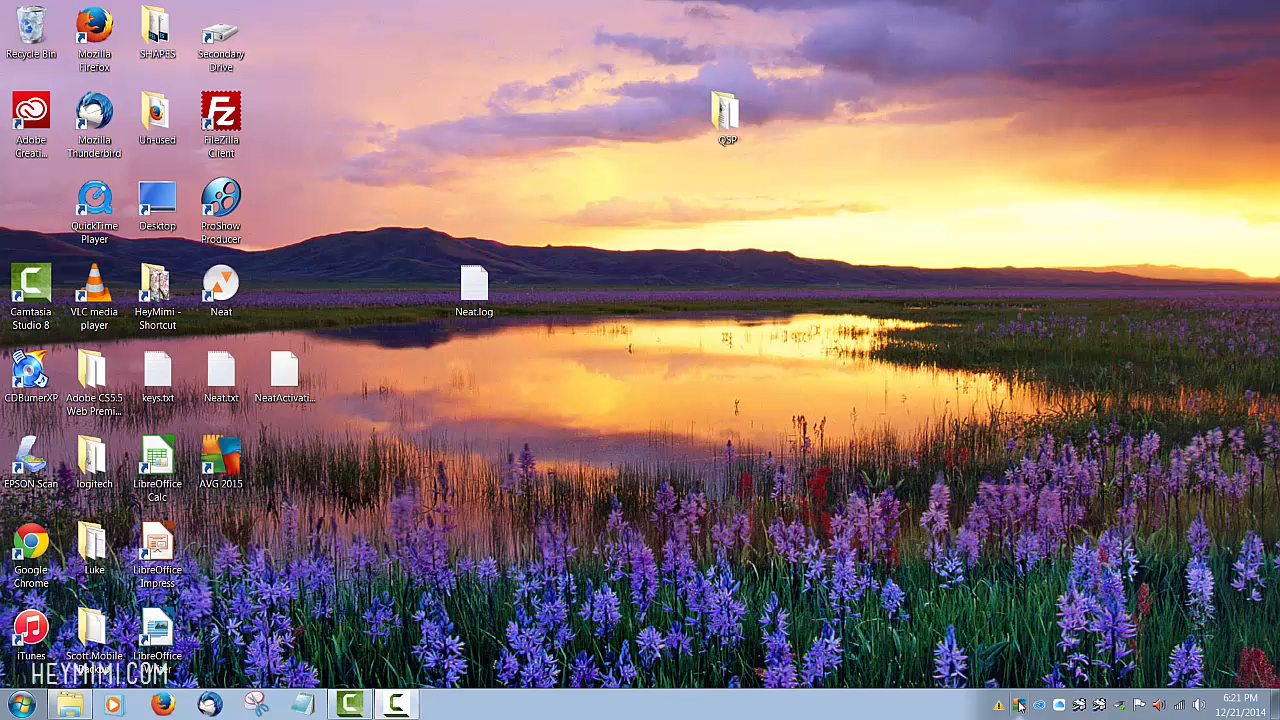 Recycle Bin
Mozilla
Firefox
SHAPES
Secondary
Drive
Adobe
Creati...
Mozilla
Thunderbird
Un-used
FileZilla
Client
QSP
QuickTime
Player
Desktop
ProShow
Producer
Camtasia
Studio 8
VLC media
player
HeyMimi -
Shortcut
Neat
Neat.log
CDBurnerXP
Adobe CS5.5
Web Premi...
keys.txt
Neat.txt
NeatActivati...
EPSON Scan
logitech
LibreOffice
Calc
AVG 2015
Google
Chrome
Luke
LibreOffice
Impress
iTunes
Scott Mobile
Backup
LibreOffice
Writer
HEYMIMI.COM
6:21 PM
12/21/2014